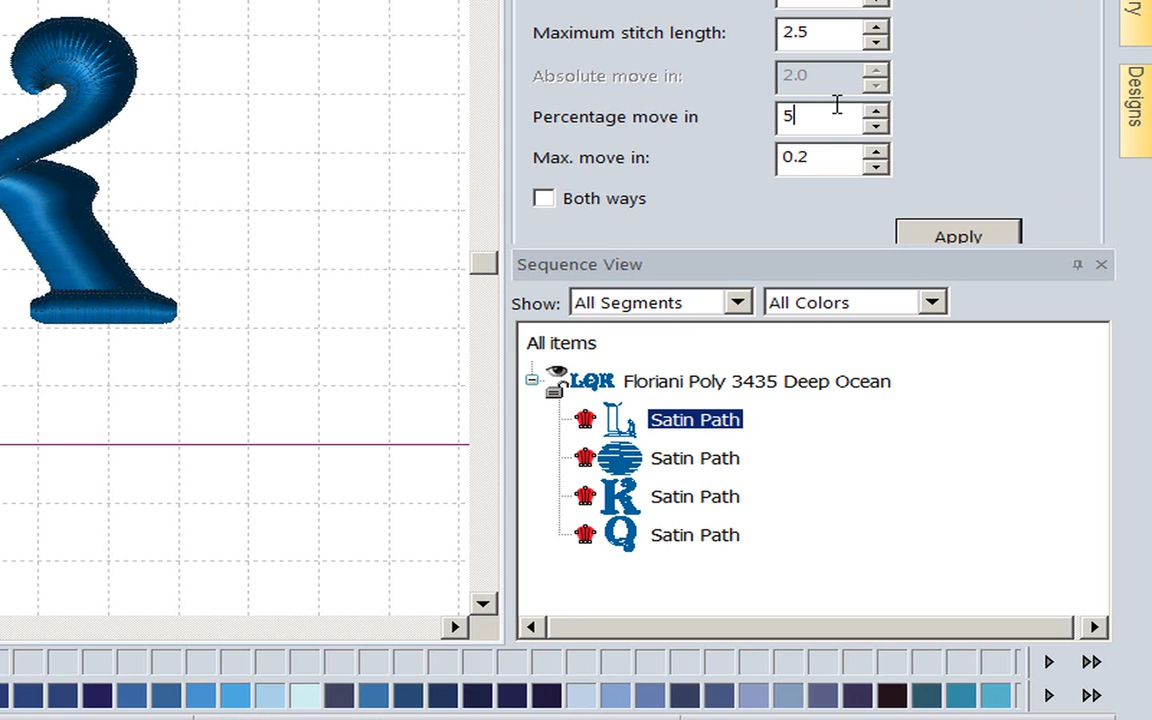 Maximum stitch length: 2.5
Absolute move in: 2.0
Percentage move in 5
Max. move in: 0.2
Both ways
Apply
Designs
Sequence View
Show: All Segments All Colors
All items
LQK Floriani Poly 3435 Deep Ocean
L Satin Path
Satin Path
K Satin Path
Q Satin Path